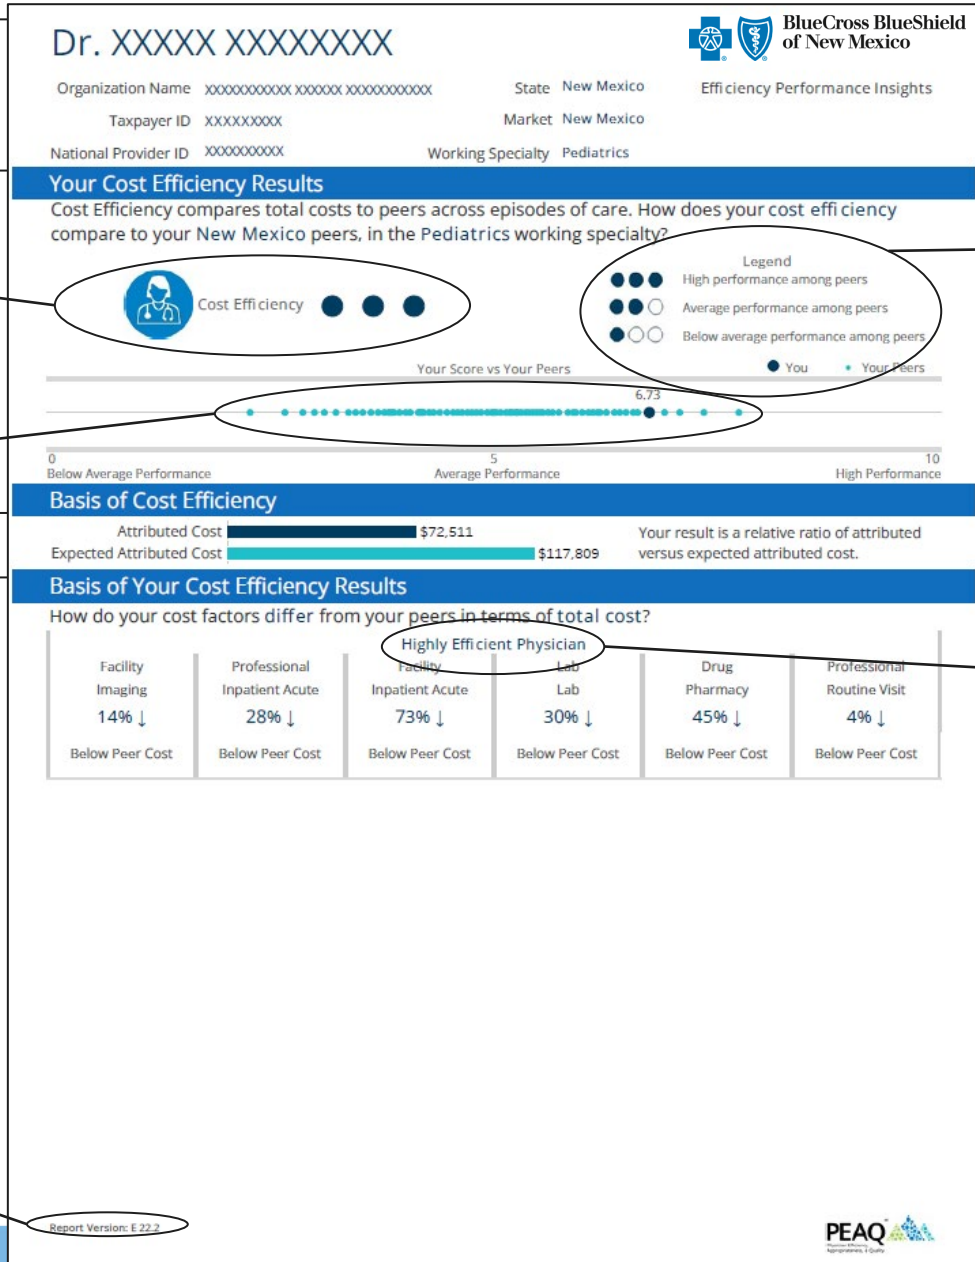 Dr. XXXXX XXXXXXXX
BlueCross BlueShield
of New Mexico
Organization Name XXXXXXXXXXX XXXXXX XXXXXXXXXXX State New Mexico Efficiency Performance Insights
Taxpayer ID XXXXXXXXX Market New Mexico
National Provider ID XXXXXXXXXX Working Specialty Pediatrics
Your Cost Efficiency Results
Cost Efficiency compares total costs to peers across episodes of care. How does your cost efficiency
compare to your New Mexico peers, in the Pediatrics working specialty?
Legend
High performance among peers
Cost Efficiency
Average performance among peers
Below average performance among peers
Your Score vs Your Peers You Your Peers
6.73
0 5 10
Below Average Performance Average Performance High Performance
Basis of Cost Efficiency
Attributed Cost $72,511 Your result is a relative ratio of attributed
Expected Attributed Cost $117,809 versus expected attributed cost.
Basis of Your Cost Efficiency Results
How do your cost factors differ from your peers in terms of total cost?
Highly Efficient Physician
Facility Professional Facility Lab Drug Professional
Imaging Inpatient Acute Inpatient Acute Lab Pharmacy Routine Visit
14% ↓ 28% ↓ 73% ↓ 30% ↓ 45% ↓ 4% ↓
Below Peer Cost Below Peer Cost Below Peer Cost Below Peer Cost Below Peer Cost Below Peer Cost
Report Version: E 22.2
PEAQ